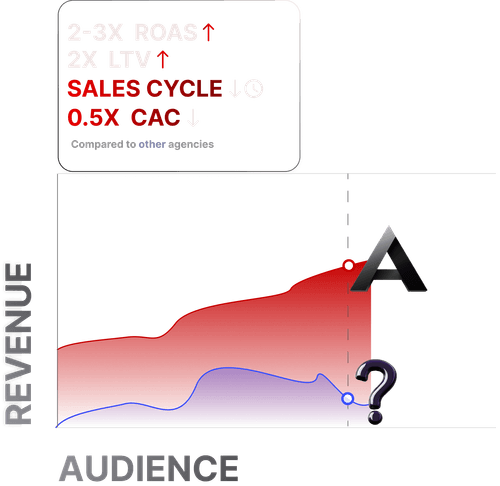 2-3X ROAS↑
2X LTV↑
SALES CYCLE ↓
0.5X CAC ↓
Compared to other agencies
A
?
REVENUE
AUDIENCE